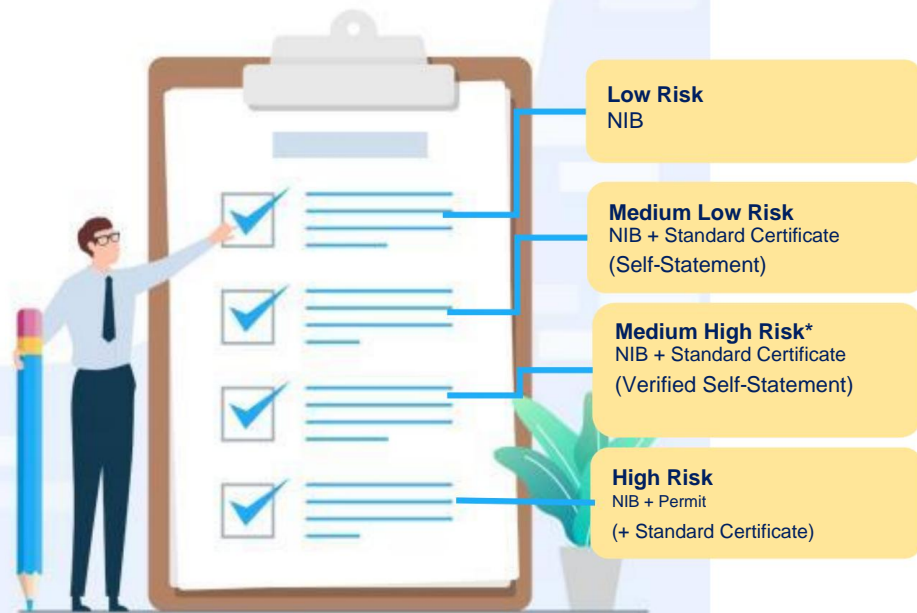 Low Risk
NIB
Medium Low Risk
NIB + Standard Certificate
(Self-Statement)
Medium High Risk*
NIB + Standard Certificate
(Verified Self-Statement)
High Risk
NIB + Permit
(+ Standard Certificate)